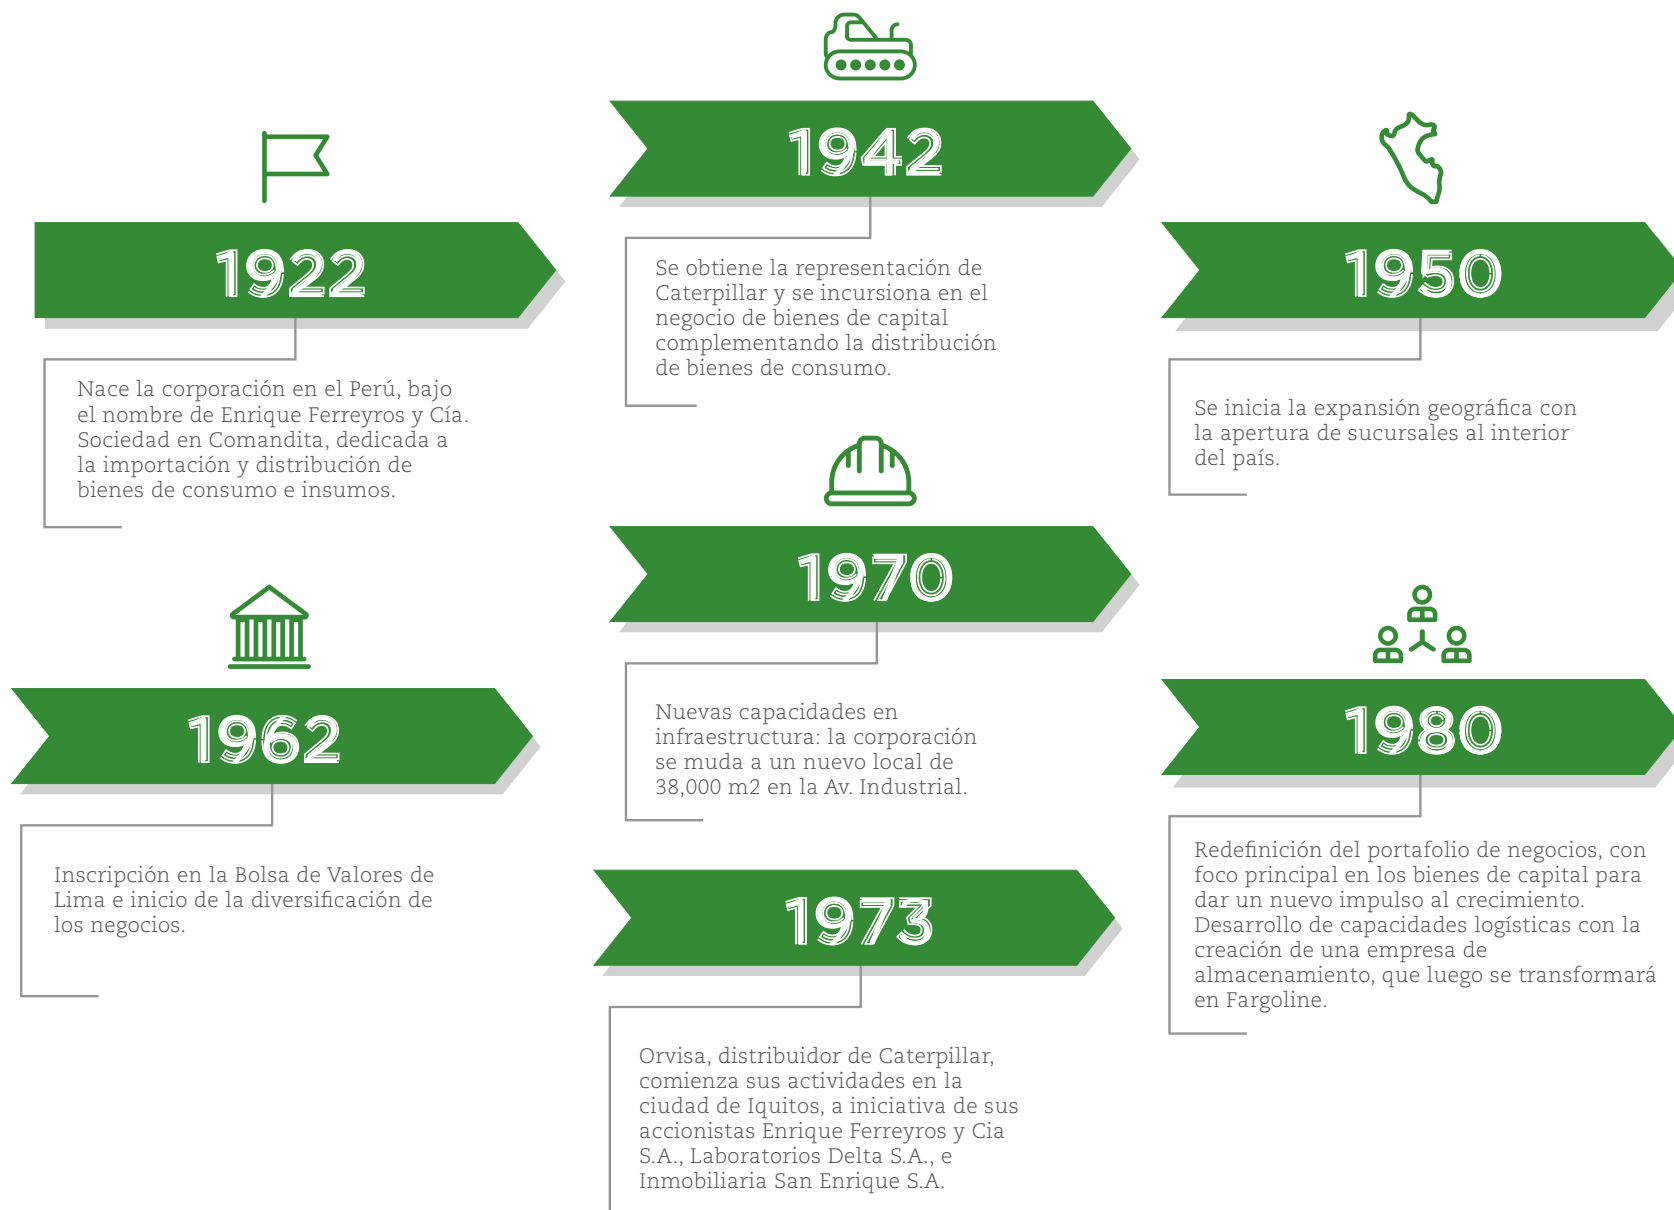 1922
Nace la corporación en el Perú, bajo
el nombre de Enrique Ferreyros y Cía.
Sociedad en Comandita, dedicada a
la importación y distribución de
bienes de consumo e insumos.
1942
Se obtiene la representación de
Caterpillar y se incursiona en el
negocio de bienes de capital
complementando la distribución
de bienes de consumo.
1950
Se inicia la expansión geográfica con
la apertura de sucursales al interior
del país.
1962
Inscripción en la Bolsa de Valores de
Lima e inicio de la diversificación de
los negocios.
1970
Nuevas capacidades en
infraestructura: la corporación
se muda a un nuevo local de
38,000 m2 en la Av. Industrial.
1973
Orvisa, distribuidor de Caterpillar,
comienza sus actividades en la
ciudad de Iquitos, a iniciativa de sus
accionistas Enrique Ferreyros y Cia
S.A., Laboratorios Delta S.A., e
Inmobiliaria San Enrique S.A.
1980
Redefinición del portafolio de negocios, con
foco principal en los bienes de capital para
dar un nuevo impulso al crecimiento.
Desarrollo de capacidades logísticas con la
creación de una empresa de
almacenamiento, que luego se transformará
en Fargoline.